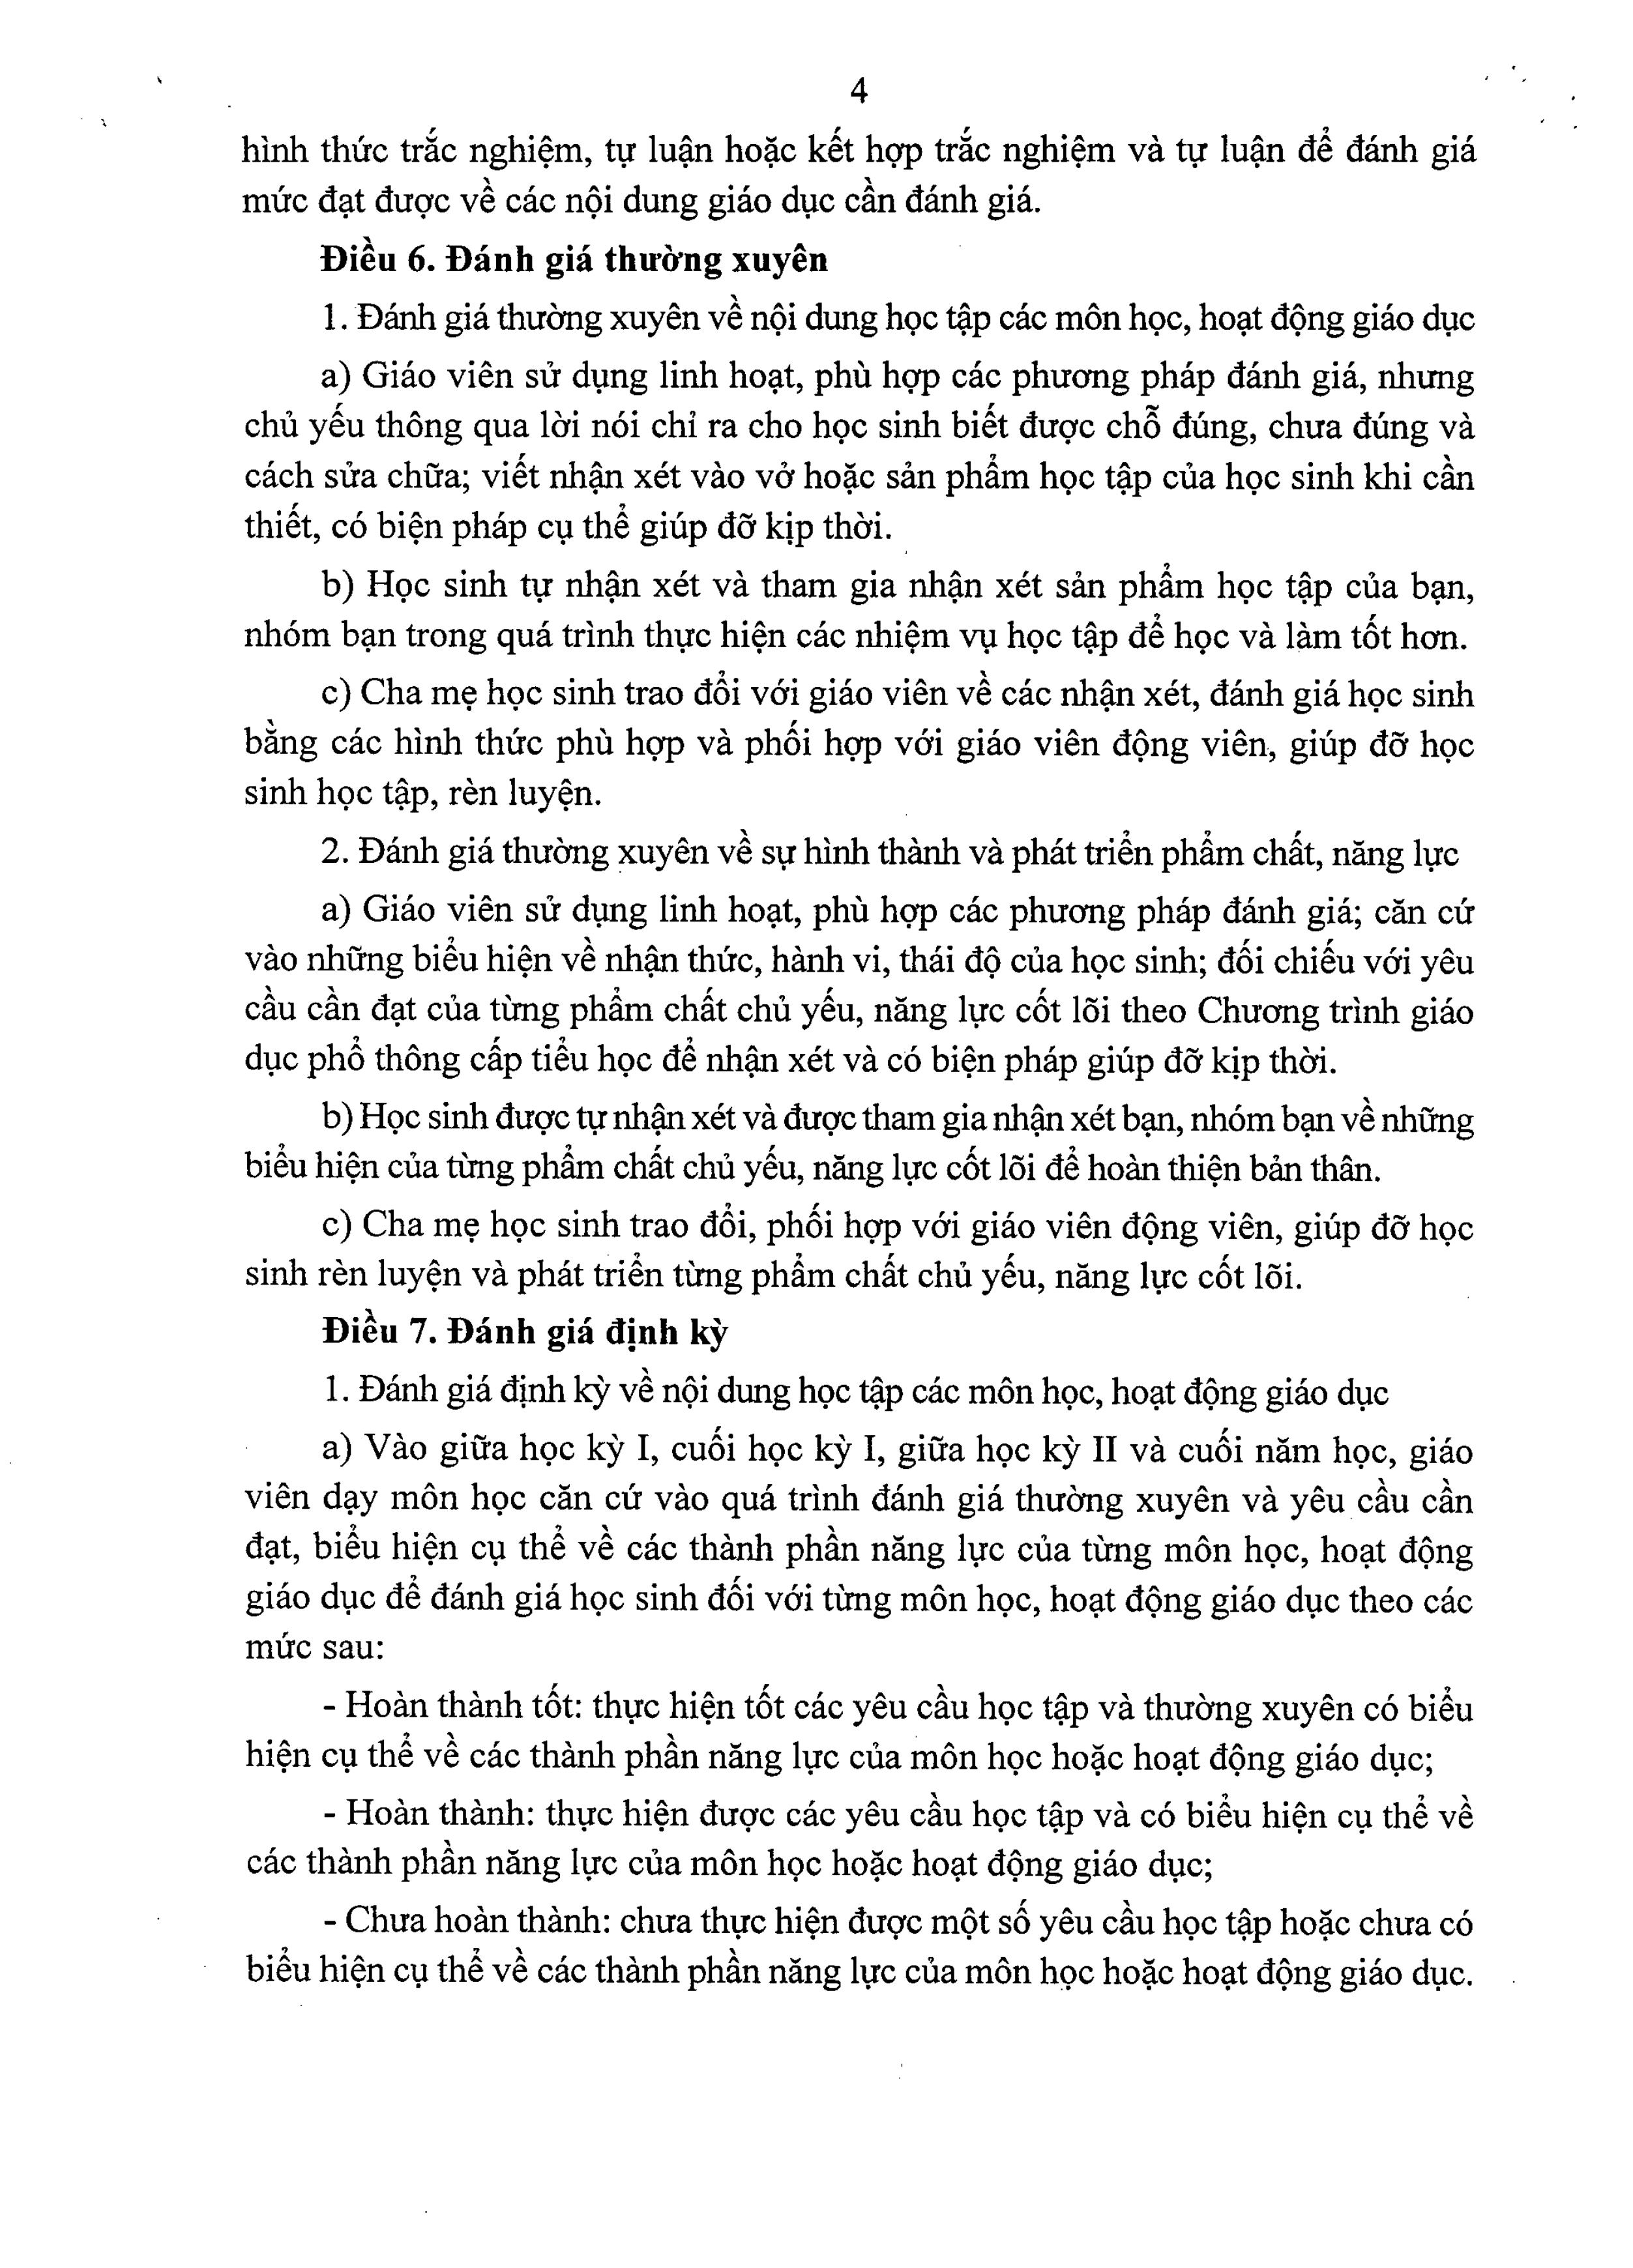 4
hình thức trắc nghiệm, tự luận hoặc kết hợp trắc nghiệm và tự luận để đánh giá
mức đạt được về các nội dung giáo dục cần đánh giá.
Điều 6. Đánh giá thường xuyên
1. Đánh giá thường xuyên về nội dung học tập các môn học, hoạt động giáo dục
a) Giáo viên sử dụng linh hoạt, phù hợp các phương pháp đánh giá, nhưng
chủ yếu thông qua lời nói chỉ ra cho học sinh biết được chỗ đúng, chưa đúng và
cách sửa chữa; viết nhận xét vào vở hoặc sản phẩm học tập của học sinh khi cần
thiết, có biện pháp cụ thể giúp đỡ kịp thời.
b) Học sinh tự nhận xét và tham gia nhận xét sản phẩm học tập của bạn,
nhóm bạn trong quá trình thực hiện các nhiệm vụ học tập để học và làm tốt hơn.
c) Cha mẹ học sinh trao đổi với giáo viên về các nhận xét, đánh giá học sinh
bằng các hình thức phù hợp và phối hợp với giáo viên động viên, giúp đỡ học
sinh học tập, rèn luyện.
2. Đánh giá thường xuyên về sự hình thành và phát triển phẩm chất, năng lực
a) Giáo viên sử dụng linh hoạt, phù hợp các phương pháp đánh giá; căn cứ
vào những biểu hiện về nhận thức, hành vi, thái độ của học sinh; đối chiếu với yêu
cầu cần đạt của từng phẩm chất chủ yếu, năng lực cốt lõi theo Chương trình giáo
dục phổ thông cấp tiểu học để nhận xét và có biện pháp giúp đỡ kịp thời.
b) Học sinh được tự nhận xét và được tham gia nhận xét bạn, nhóm bạn về những
biểu hiện của từng phẩm chất chủ yếu, năng lực cốt lõi để hoàn thiện bản thân.
c) Cha mẹ học sinh trao đổi, phối hợp với giáo viên động viên, giúp đỡ học
sinh rèn luyện và phát triển từng phẩm chất chủ yếu, năng lực cốt lõi.
Điều 7. Đánh giá định kỳ
1. Đánh giá định kỳ về nội dung học tập các môn học, hoạt động giáo dục
a) Vào giữa học kỳ I, cuối học kỳ I, giữa học kỳ II và cuối năm học, giáo
viên dạy môn học căn cứ vào quá trình đánh giá thường xuyên và yêu cầu cần
đạt, biểu hiện cụ thể về các thành phần năng lực của từng môn học, hoạt động
giáo dục để đánh giá học sinh đối với từng môn học, hoạt động giáo dục theo các
mức sau:
- Hoàn thành tốt: thực hiện tốt các yêu cầu học tập và thường xuyên có biểu
hiện cụ thể về các thành phần năng lực của môn học hoặc hoạt động giáo dục;
- Hoàn thành: thực hiện được các yêu cầu học tập và có biểu hiện cụ thể về
các thành phần năng lực của môn học hoặc hoạt động giáo dục;
- Chưa hoàn thành: chưa thực hiện được một số yêu cầu học tập hoặc chưa có
biểu hiện cụ thể về các thành phần năng lực của môn học hoặc hoạt động giáo dục.